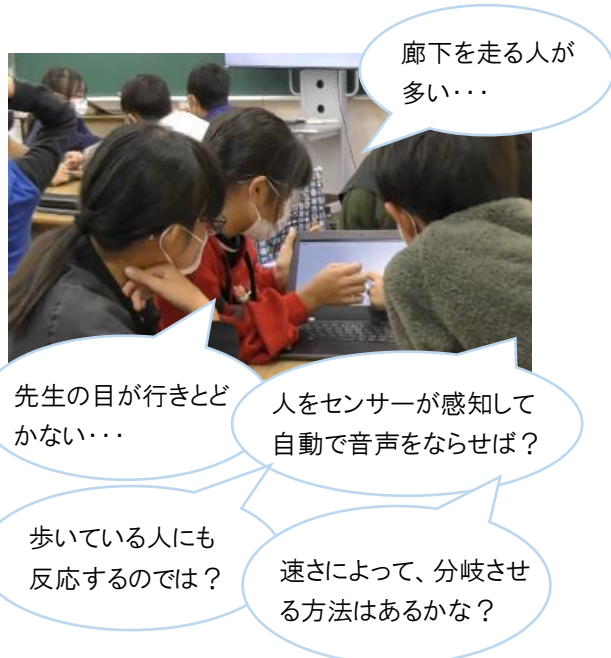 廊下を走る人が
多い・・・
先生の目が行きとど
かない・・・
人をセンサーが感知して
自動で音声をならせば？
歩いている人にも
反応するのでは？
速さによって、分岐させ
る方法はあるかな？